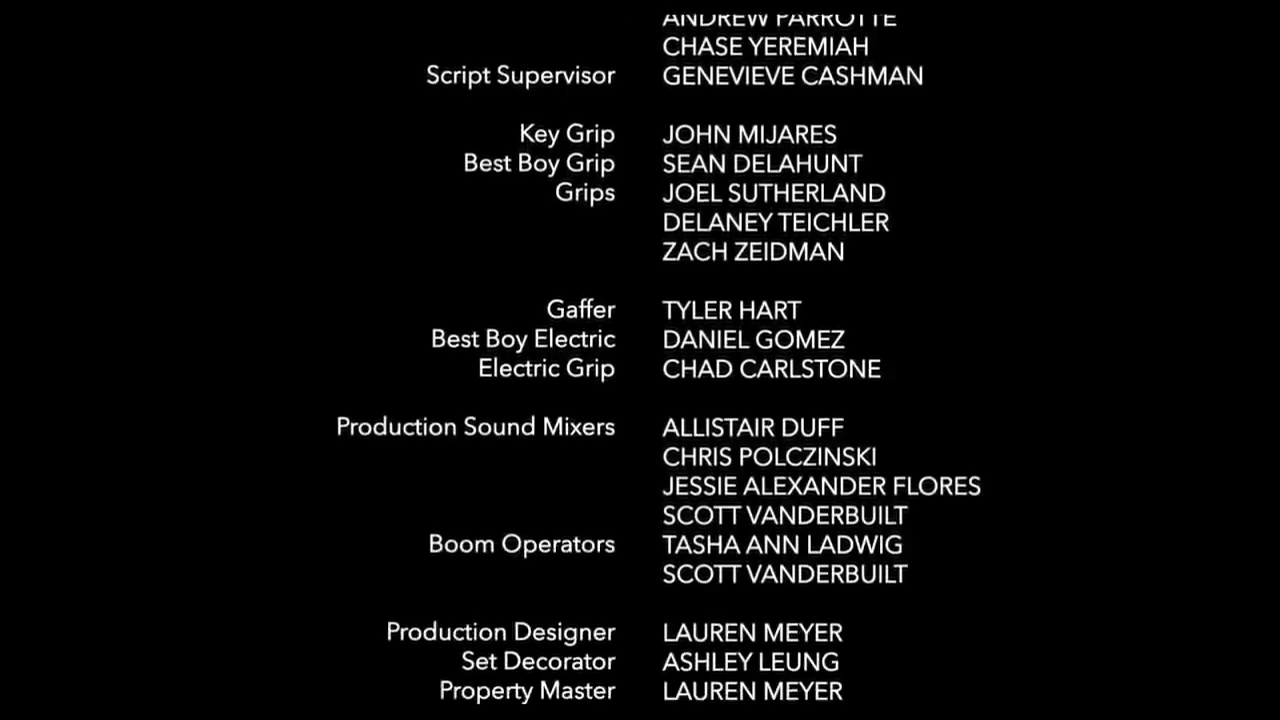 ANDREW PARROTTE
CHASE YEREMIAH
Script Supervisor GENEVIEVE CASHMAN
Key Grip JOHN MIJARES
Best Boy Grip SEAN DELAHUNT
Grips JOEL SUTHERLAND
DELANEY TEICHLER
ZACH ZEIDMAN
Gaffer TYLER HART
Best Boy Electric DANIEL GOMEZ
Electric Grip CHAD CARLSTONE
Production Sound Mixers ALLISTAIR DUFF
CHRIS POLCZINSKI
JESSIE ALEXANDER FLORES
SCOTT VANDERBUILT
Boom Operators TASHA ANN LADWIG
SCOTT VANDERBUILT
Production Designer LAUREN MEYER
Set Decorator ASHLEY LEUNG
Property Master LAUREN MEYER